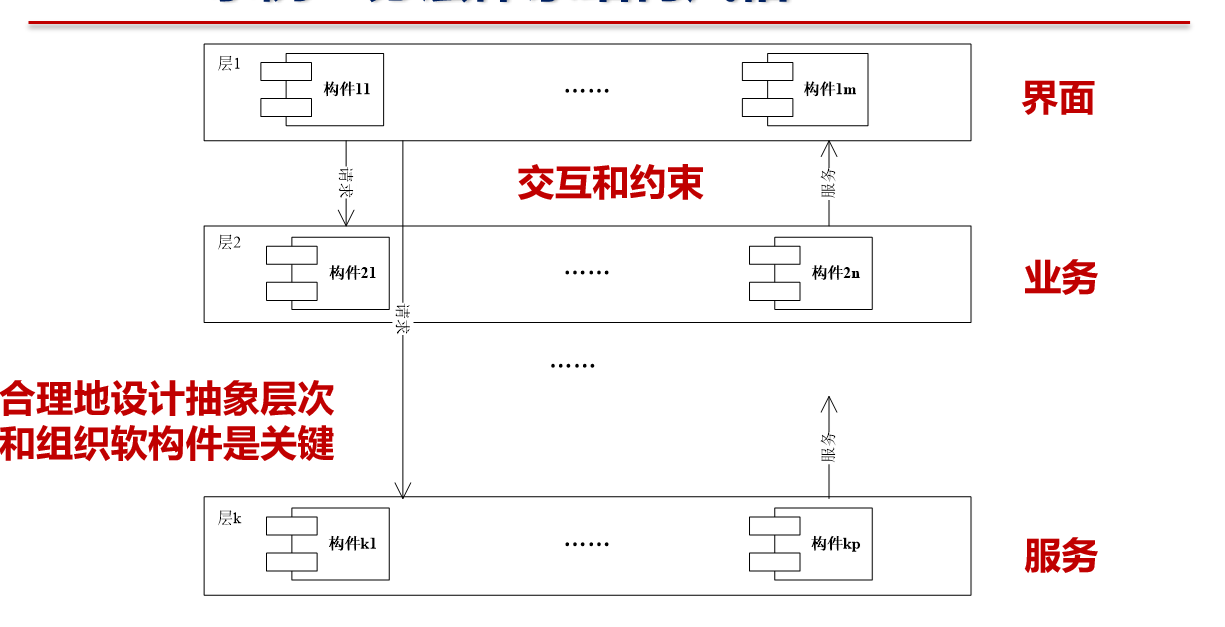 层1
构件11
……
构件1m
界面
请求
交互和约束
服务
层2
构件21
……
构件2n
业务
请求
……
合理地设计抽象层次
和组织软构件是关键
服务
层k
构件k1
……
构件kp
服务